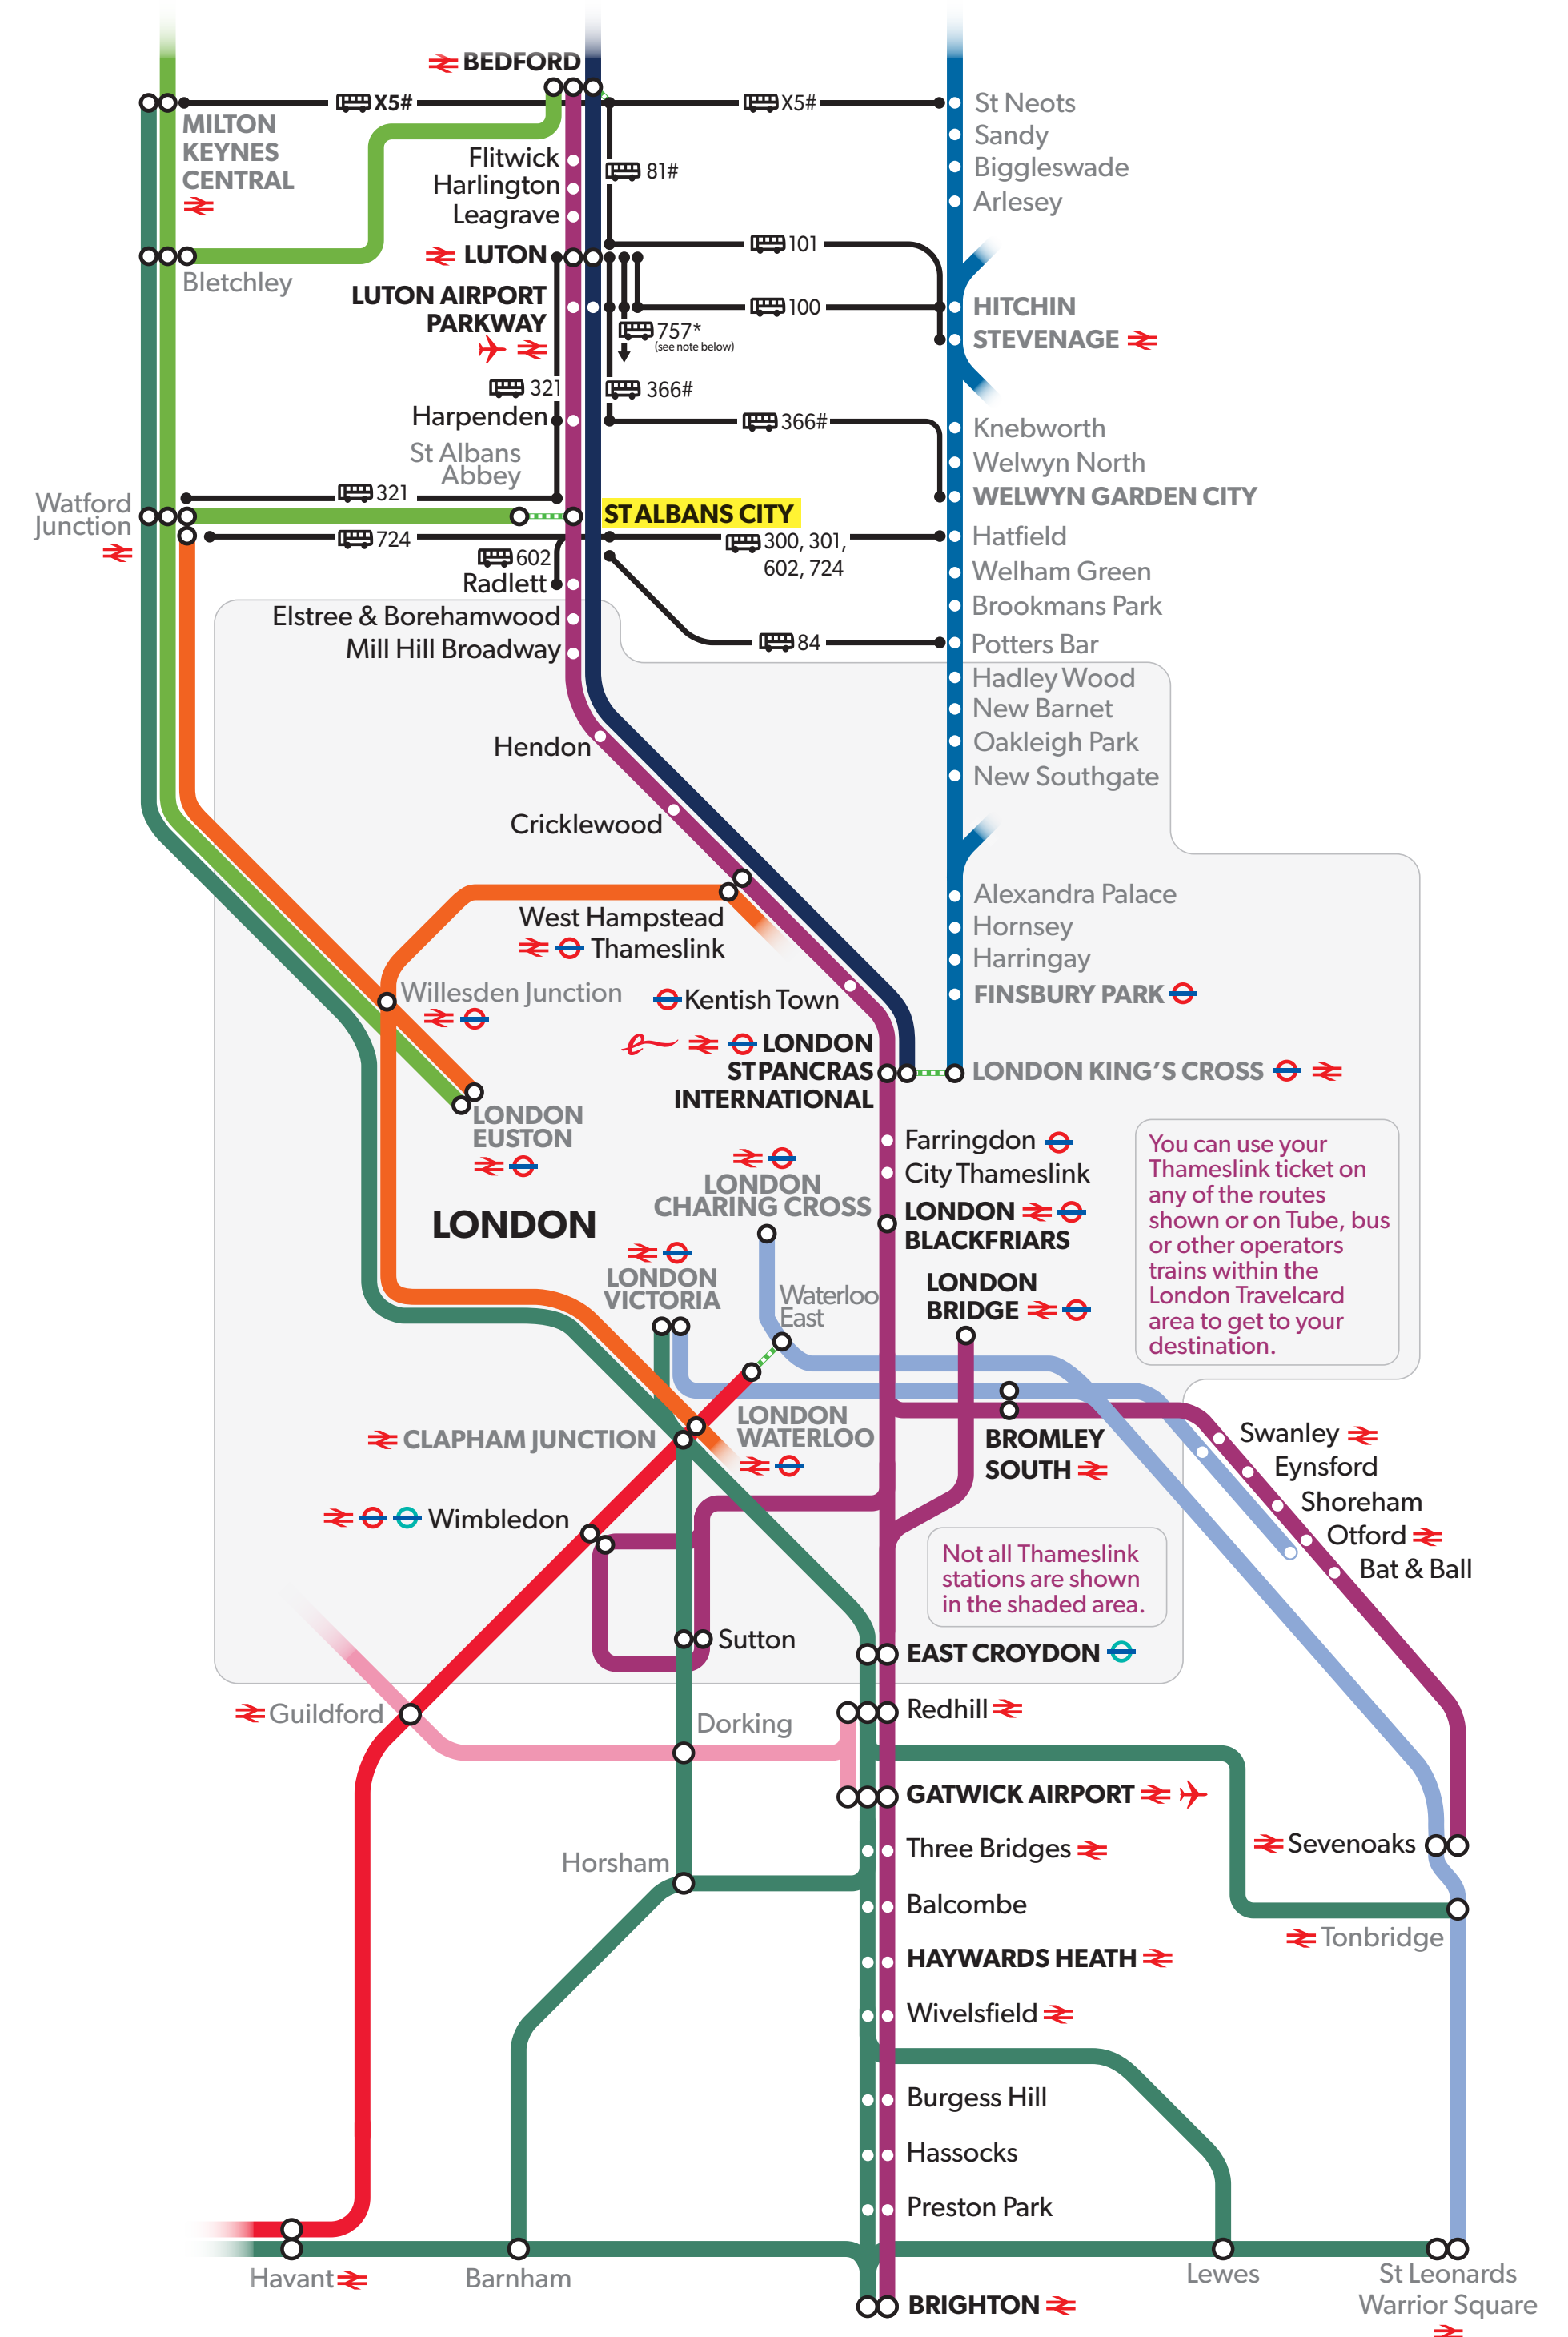 BEDFORD
X5#
X5#
St Neots
MILTON
KEYNES
CENTRAL
Sandy
Flitwick
81#
Biggleswade
Harlington
Arlesey
Leagrave
101
LUTON
Bletchley
LUTON AIRPORT
PARKWAY
100
HITCHIN
757*
(see note below)
STEVENAGE
321
366#
Harpenden
366#
Knebworth
St Albans
Abbey
Welwyn North
321
WELWYN GARDEN CITY
Watford
Junction
ST ALBANS CITY
724
300, 301,
602, 724
Hatfield
602
Radlett
Welham Green
Elstree & Borehamwood
Brookmans Park
Mill Hill Broadway
84
Potters Bar
Hadley Wood
New Barnet
Hendon
Oakleigh Park
New Southgate
Cricklewood
Alexandra Palace
West Hampstead
Thameslink
Hornsey
Harringay
Willesden Junction
Kentish Town
FINSBURY PARK
LONDON
ST PANCRAS
INTERNATIONAL
LONDON KING'S CROSS
LONDON
EUSTON
Farringdon
City Thameslink
You can use your
Thameslink ticket on
any of the routes
shown or on Tube, bus
or other operators
trains within the
London Travelcard
area to get to your
destination.
LONDON
CHARING CROSS
LONDON
LONDON
BLACKFRIARS
LONDON
VICTORIA
Waterloo
East
LONDON
BRIDGE
CLAPHAM JUNCTION
LONDON
WATERLOO
BROMLEY
SOUTH
Swanley
Eynsford
Shoreham
Wimbledon
Otford
Not all Thameslink
stations are shown
in the shaded area.
Bat & Ball
Sutton
EAST CROYDON
Guildford
Redhill
Dorking
GATWICK AIRPORT
Three Bridges
Sevenoaks
Horsham
Balcombe
Tonbridge
HAYWARDS HEATH
Wivelsfield
Burgess Hill
Hassocks
Preston Park
Havant
Barnham
Lewes
St Leonards
Warrior Square
BRIGHTON